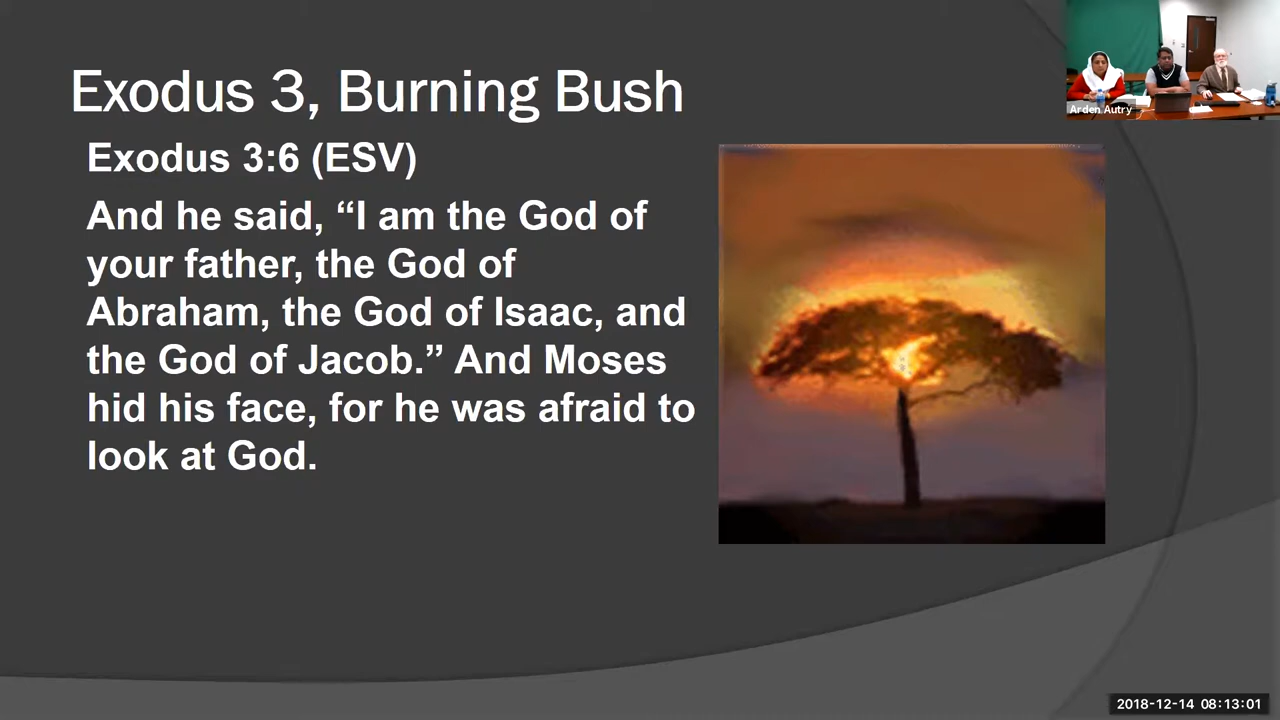 Exodus 3, Burning Bush
Exodus 3:6 (ESV)
And he said, “I am the God of
your father, the God of
Abraham, the God of Isaac, and
the God of Jacob.” And Moses
hid his face, for he was afraid to
look at God.
Arden Autry
2018-12-14 08:13:01